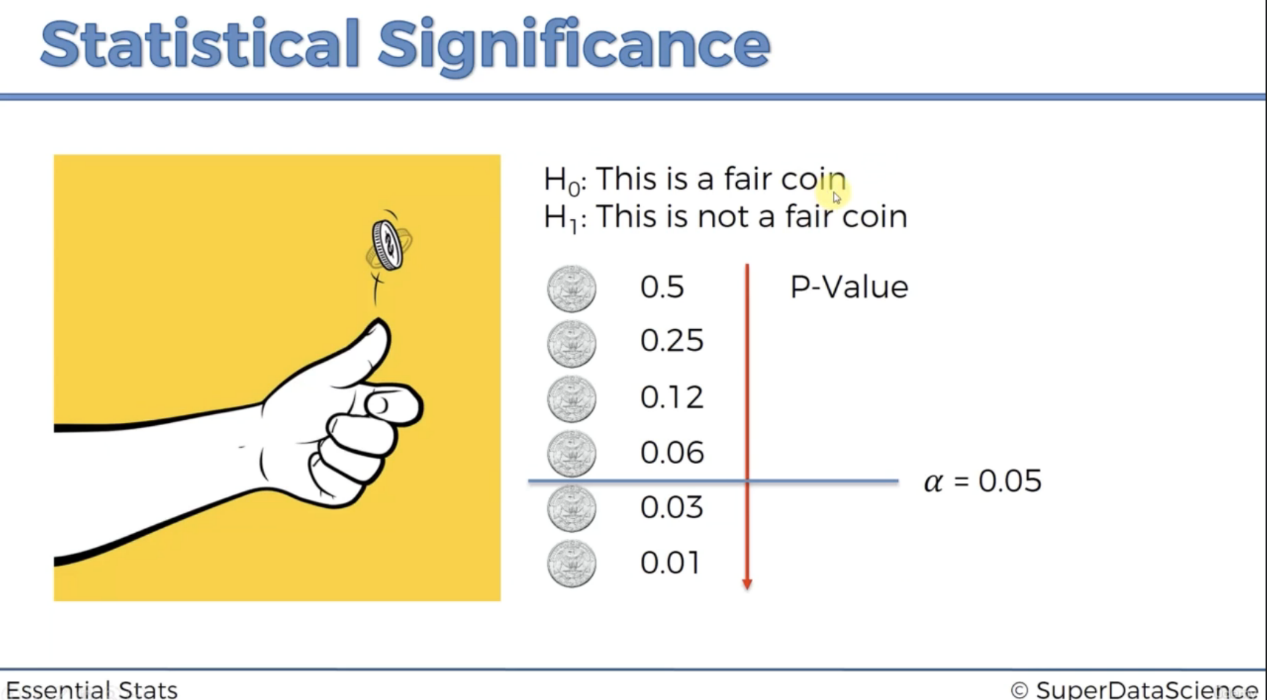 Statistical Significance
H₀: This is a fair coin
H₁: This is not a fair coin
0.5 P-Value
0.25
0.12
0.06
α = 0.05
0.03
0.01
Essential Stats © SuperDataScience